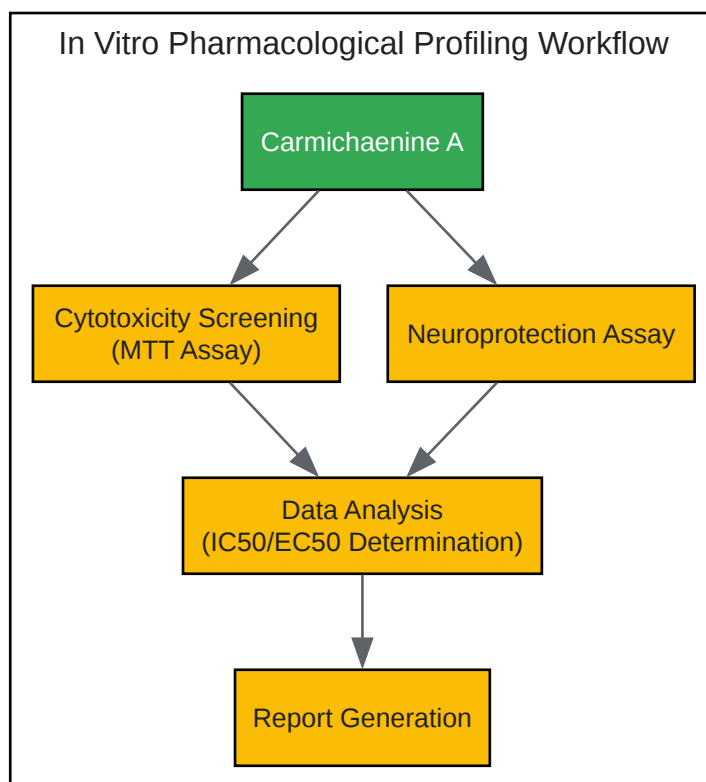 In Vitro Pharmacological Profiling Workflow
Carmichaenine A
Cytotoxicity Screening
(MTT Assay)
Neuroprotection Assay
Data Analysis
(IC50/EC50 Determination)
Report Generation